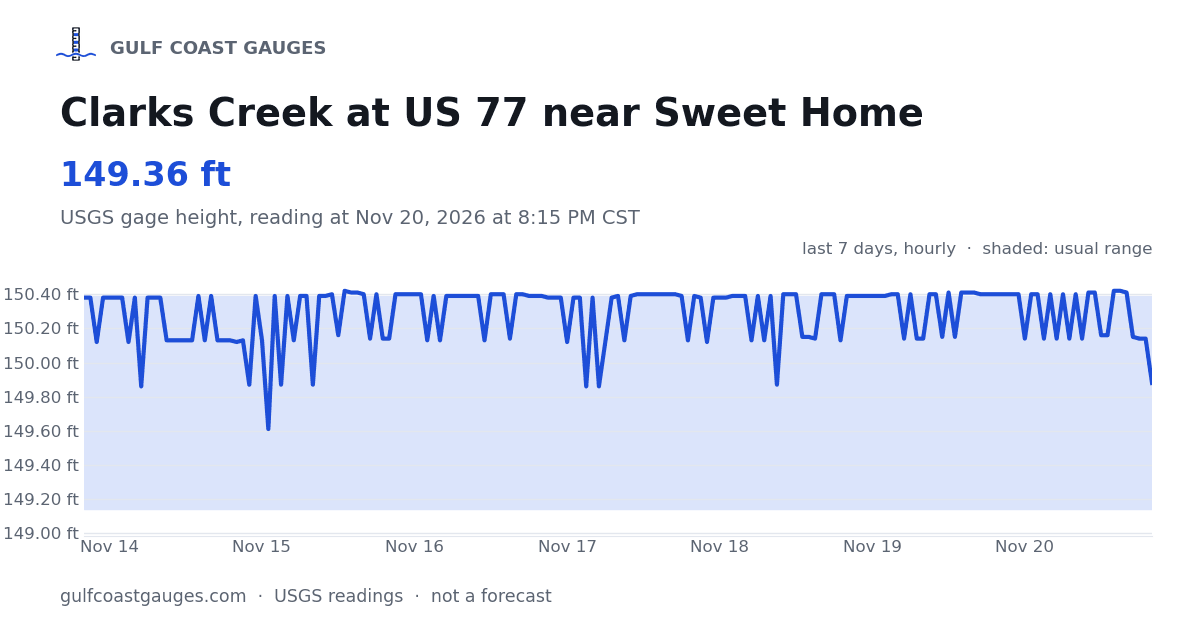 GULF COAST GAUGES
Clarks Creek at US 77 near Sweet Home
149.36 ft
USGS gage height, reading at Nov 20, 2026 at 8:15 PM CST
last 7 days, hourly · shaded: usual range
150.40 ft
150.20 ft
150.00 ft
149.80 ft
149.60 ft
149.40 ft
149.20 ft
149.00 ft
Nov 14 Nov 15 Nov 16 Nov 17 Nov 18 Nov 19 Nov 20
gulfcoastgauges.com · USGS readings · not a forecast